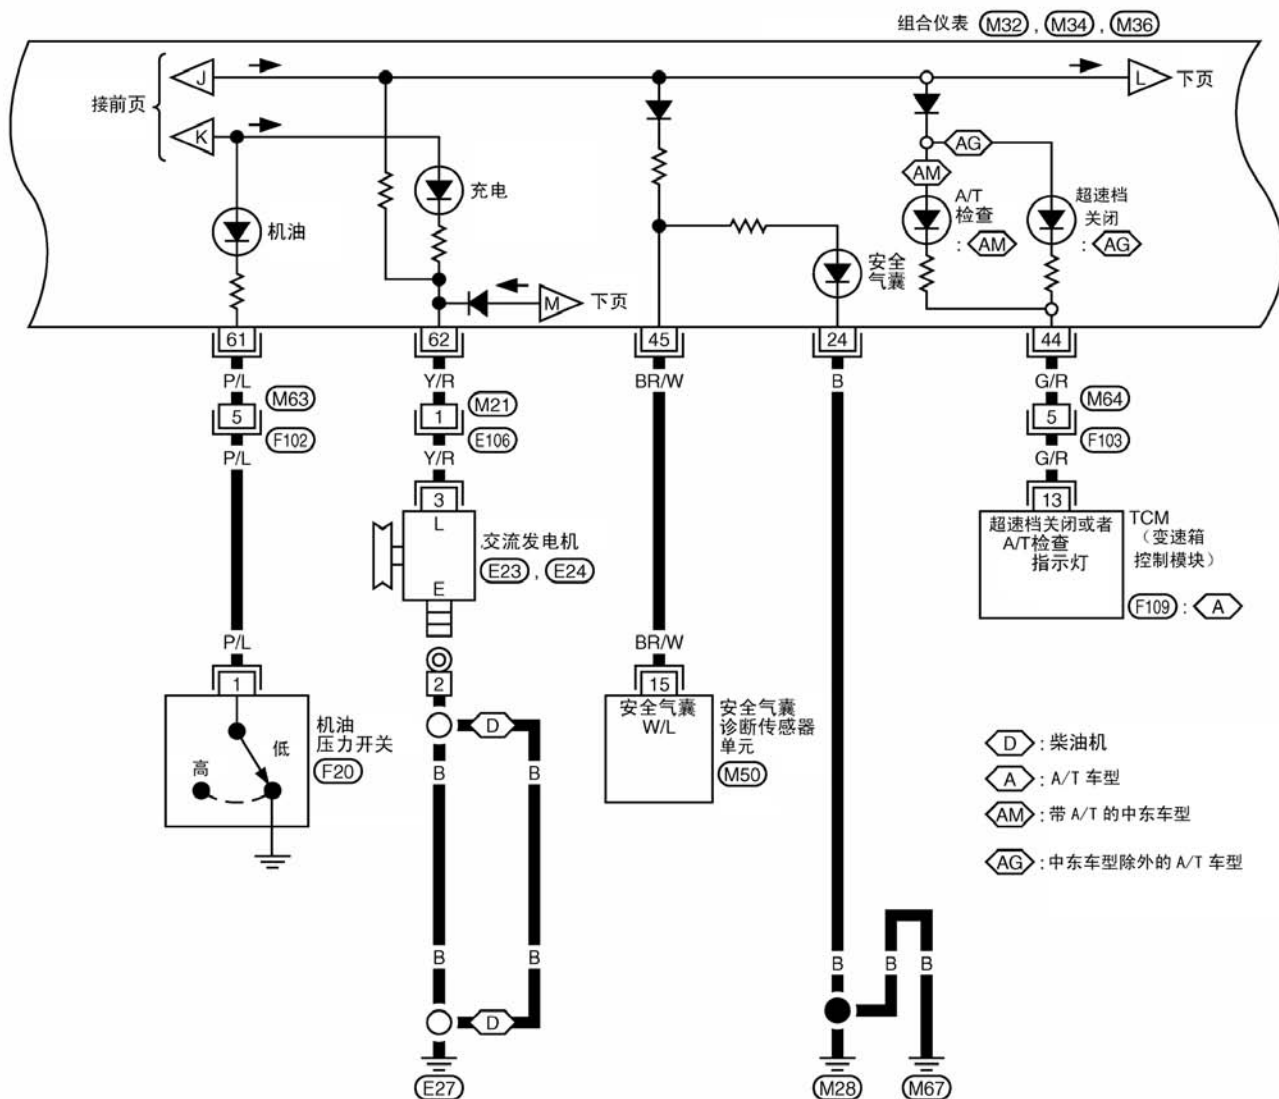 组合仪表 M32 , M34 , M36
接前页
J
L 下页
K
AG
AM
充电
A/T
检查
: AM
超速档
关闭
: AG
机油
安全
气囊
M 下页
61 62 45 24 44
P/L Y/R BR/W B G/R
M63 M21 M64
5 1 5
F102 E106 F103
P/L Y/R G/R
3 13
L
E
交流发电机
E23 , E24
超速档关闭或者
A/T检查
指示灯
TCM
（变速箱
控制模块）
F109 : A
P/L BR/W
1 2 15
机油
压力开关
F20
低
高
D
B B
安全气囊
W/L
安全气囊
诊断传感器
单元
M50
D : 柴油机
A : A/T 车型
AM : 带 A/T 的中东车型
AG : 中东车型除外的 A/T 车型
B B B B B
D
E27 M28 M67